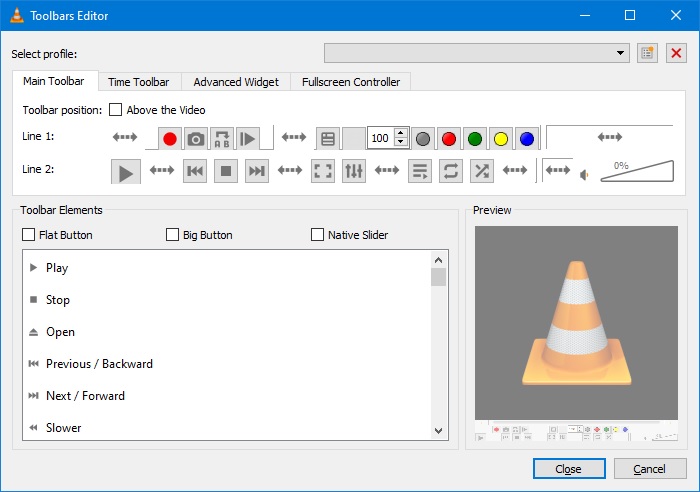 Toolbars Editor
Select profile:
Main Toolbar Time Toolbar Advanced Widget Fullscreen Controller
Toolbar position: Above the Video
Line 1: A B 100
Line 2: 0%
Toolbar Elements Preview
Flat Button Big Button Native Slider
Play
Stop
Open
Previous / Backward
Next / Forward
Slower
Close Cancel